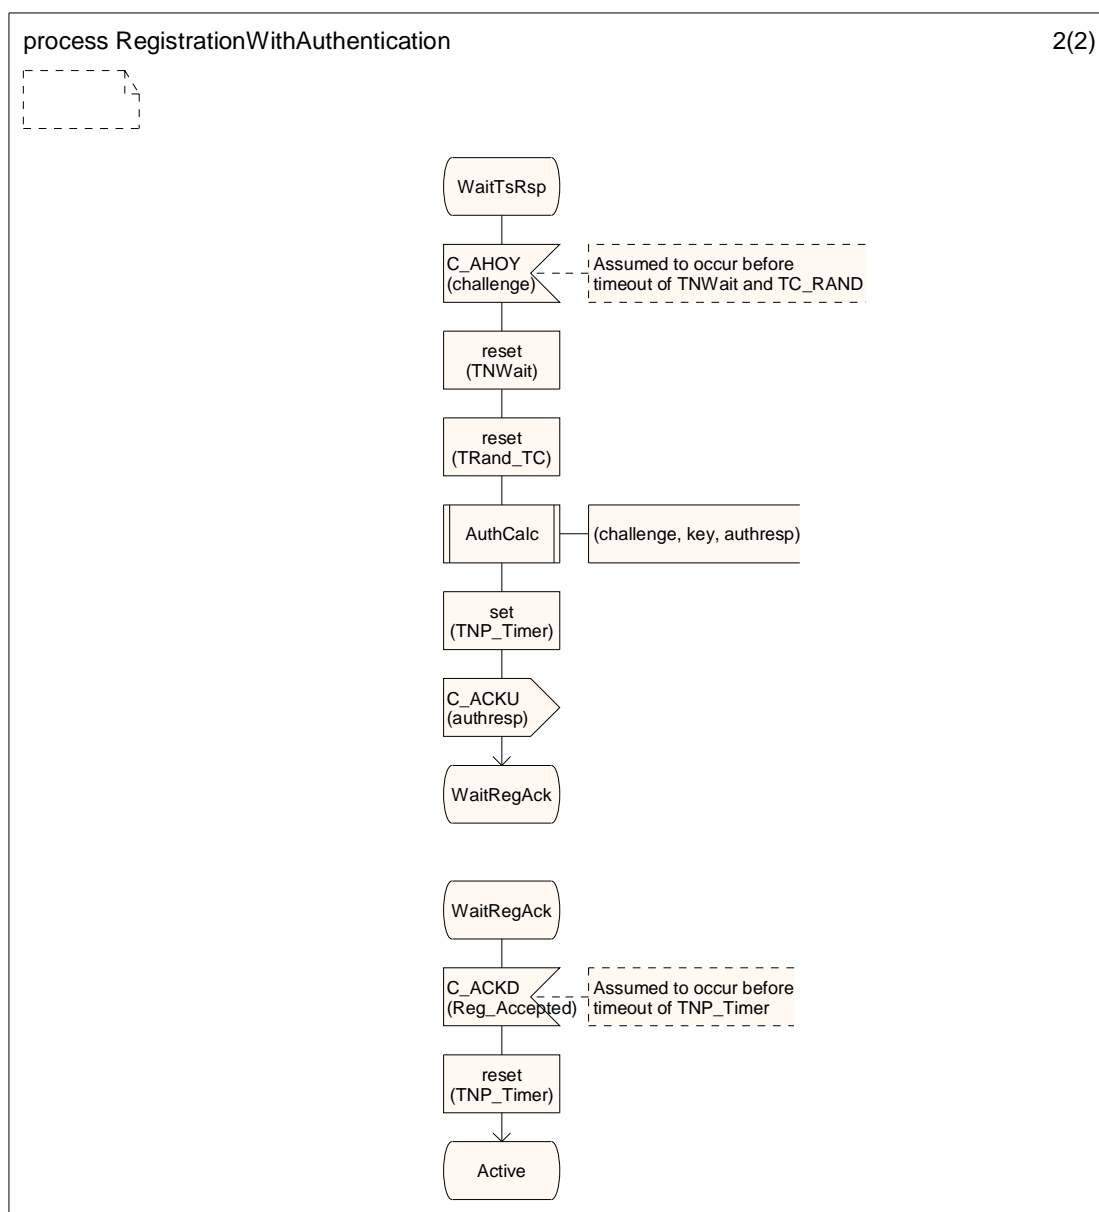 process RegistrationWithAuthentication
2(2)
WaitTsRsp
C_AHOY
(challenge)
Assumed to occur before
timeout of TNWait and TC_RAND
reset
(TNWait)
reset
(TRand_TC)
AuthCalc
(challenge, key, authresp)
set
(TNP_Timer)
C_ACKU
(authresp)
WaitRegAck
WaitRegAck
C_ACKD
(Reg_Accepted)
Assumed to occur before
timeout of TNP_Timer
reset
(TNP_Timer)
Active